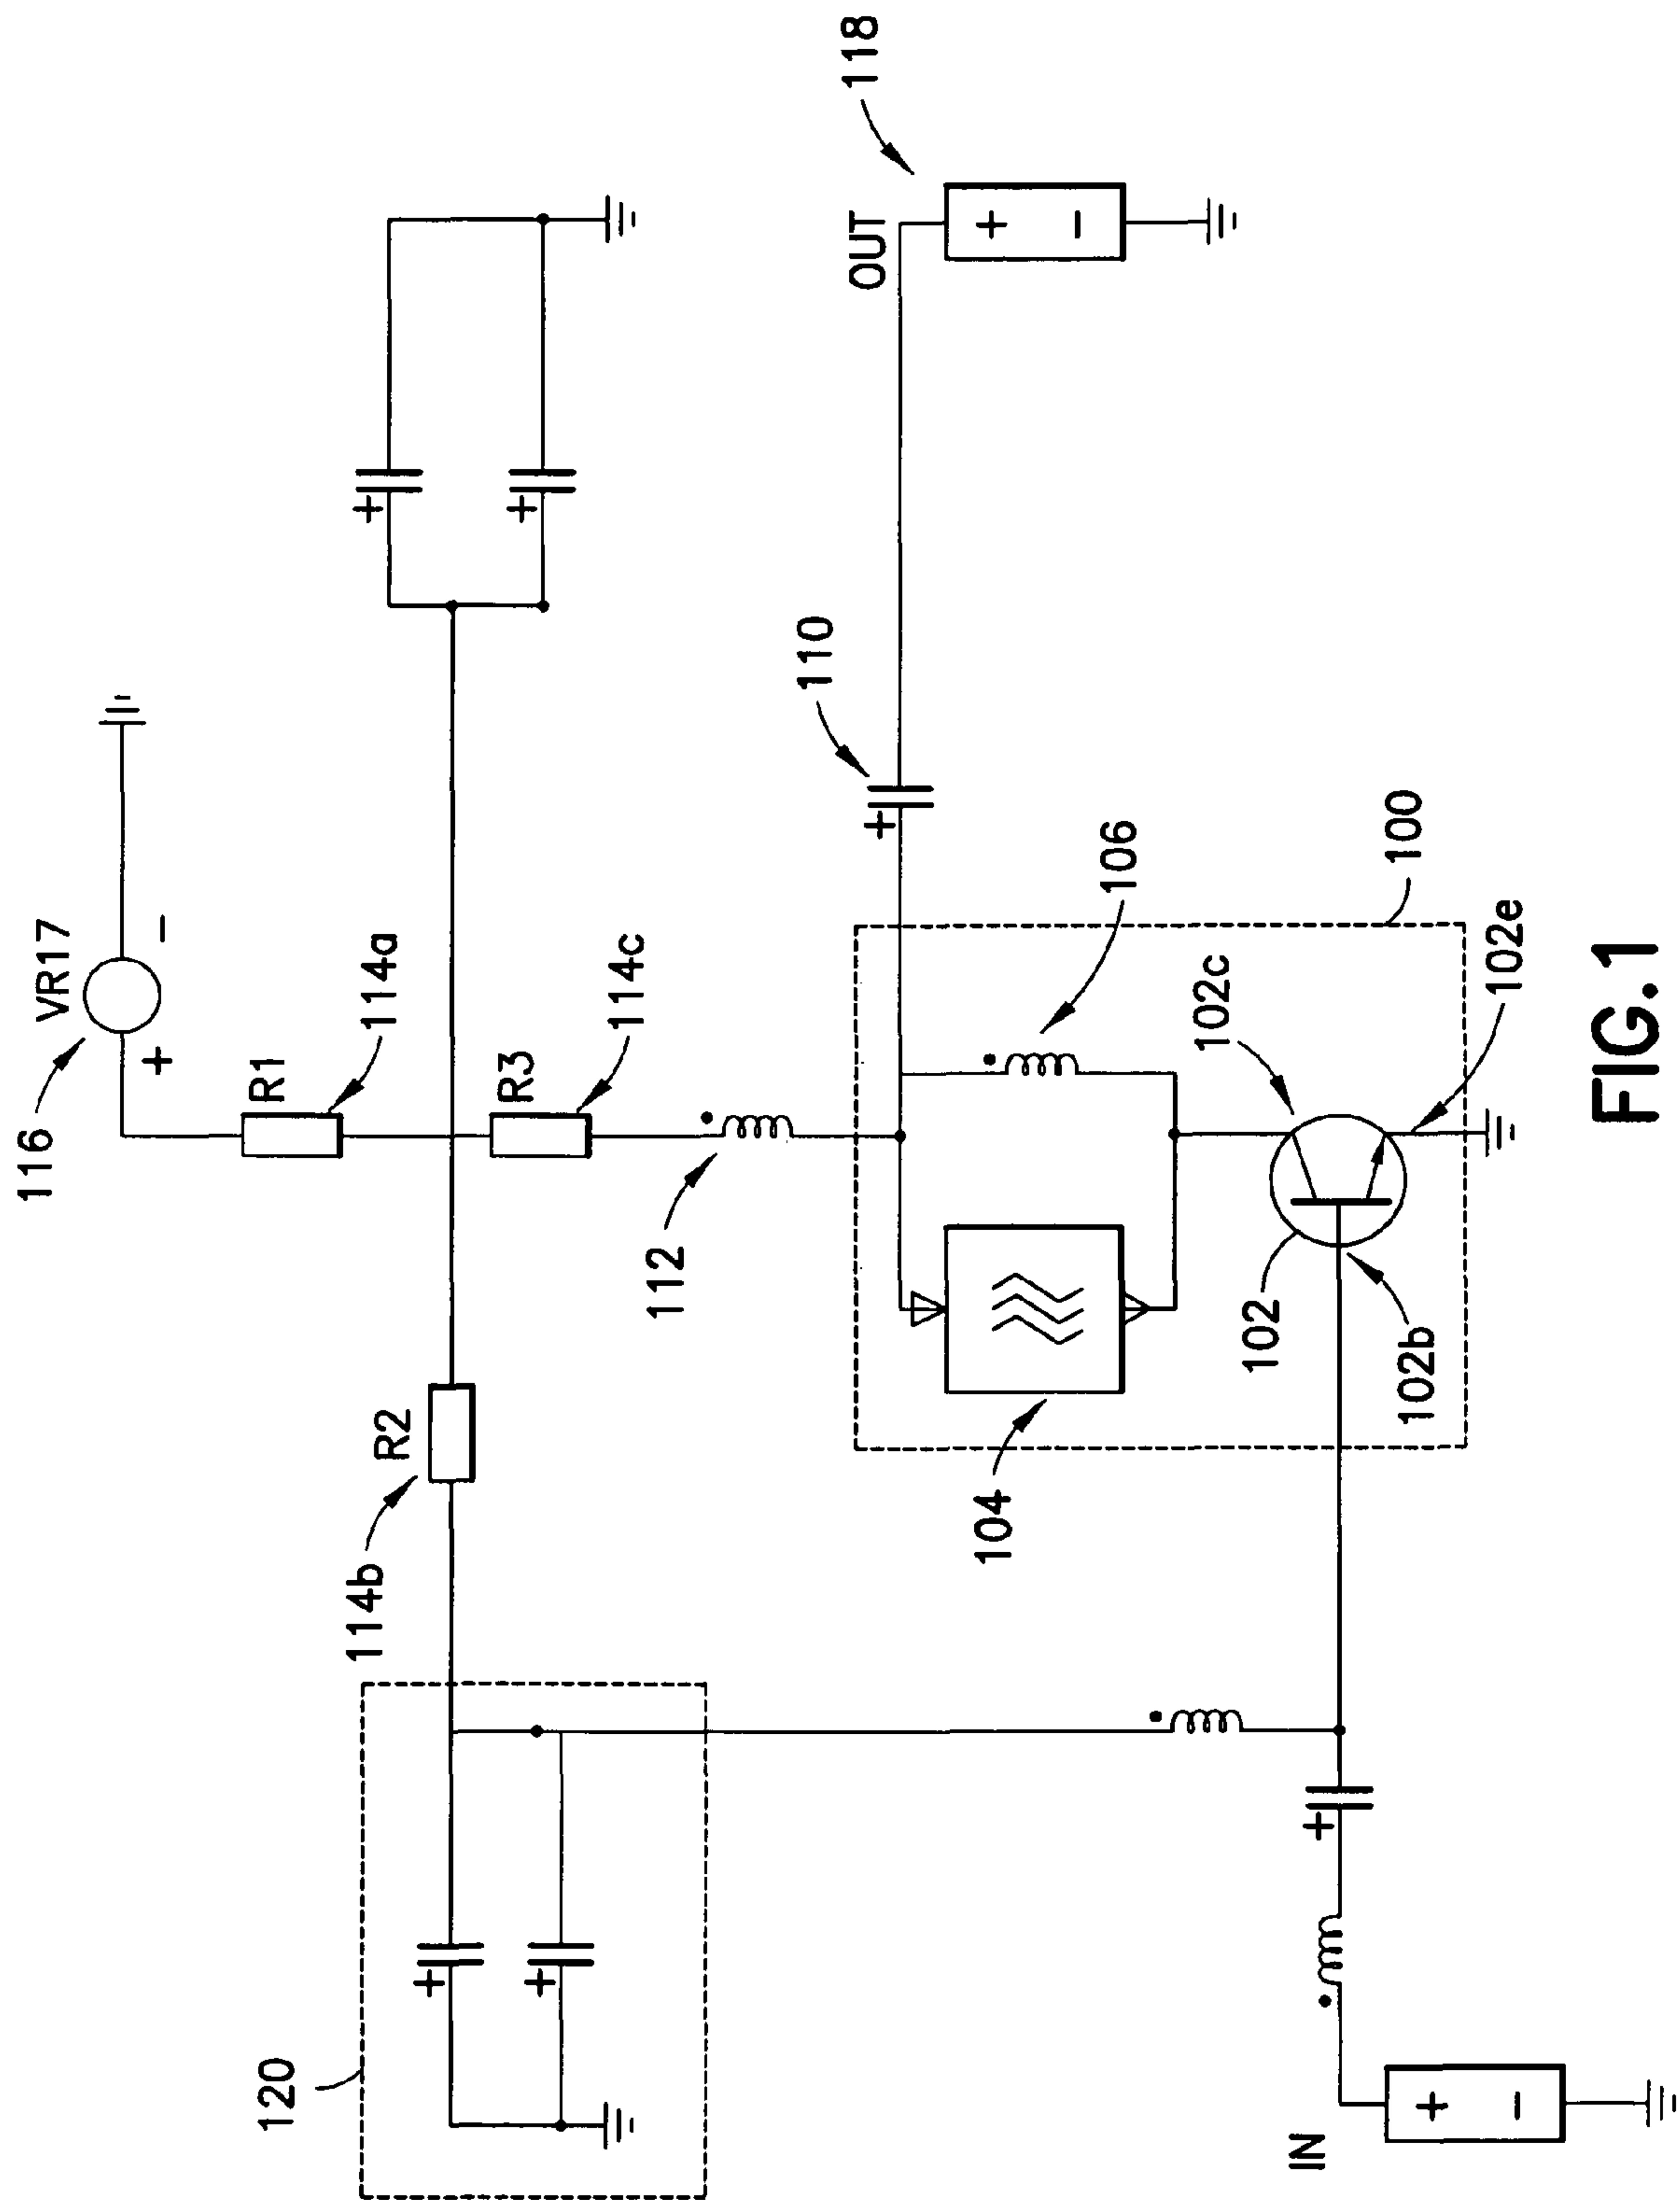 116
VR17
+
-
R1
114a
114b
R2
R3
114c
+
+
112
110
+
OUT
118
+
-
120
+
+
104
106
100
102
102b
102c
102e
IN
+
-
+
FIG.1